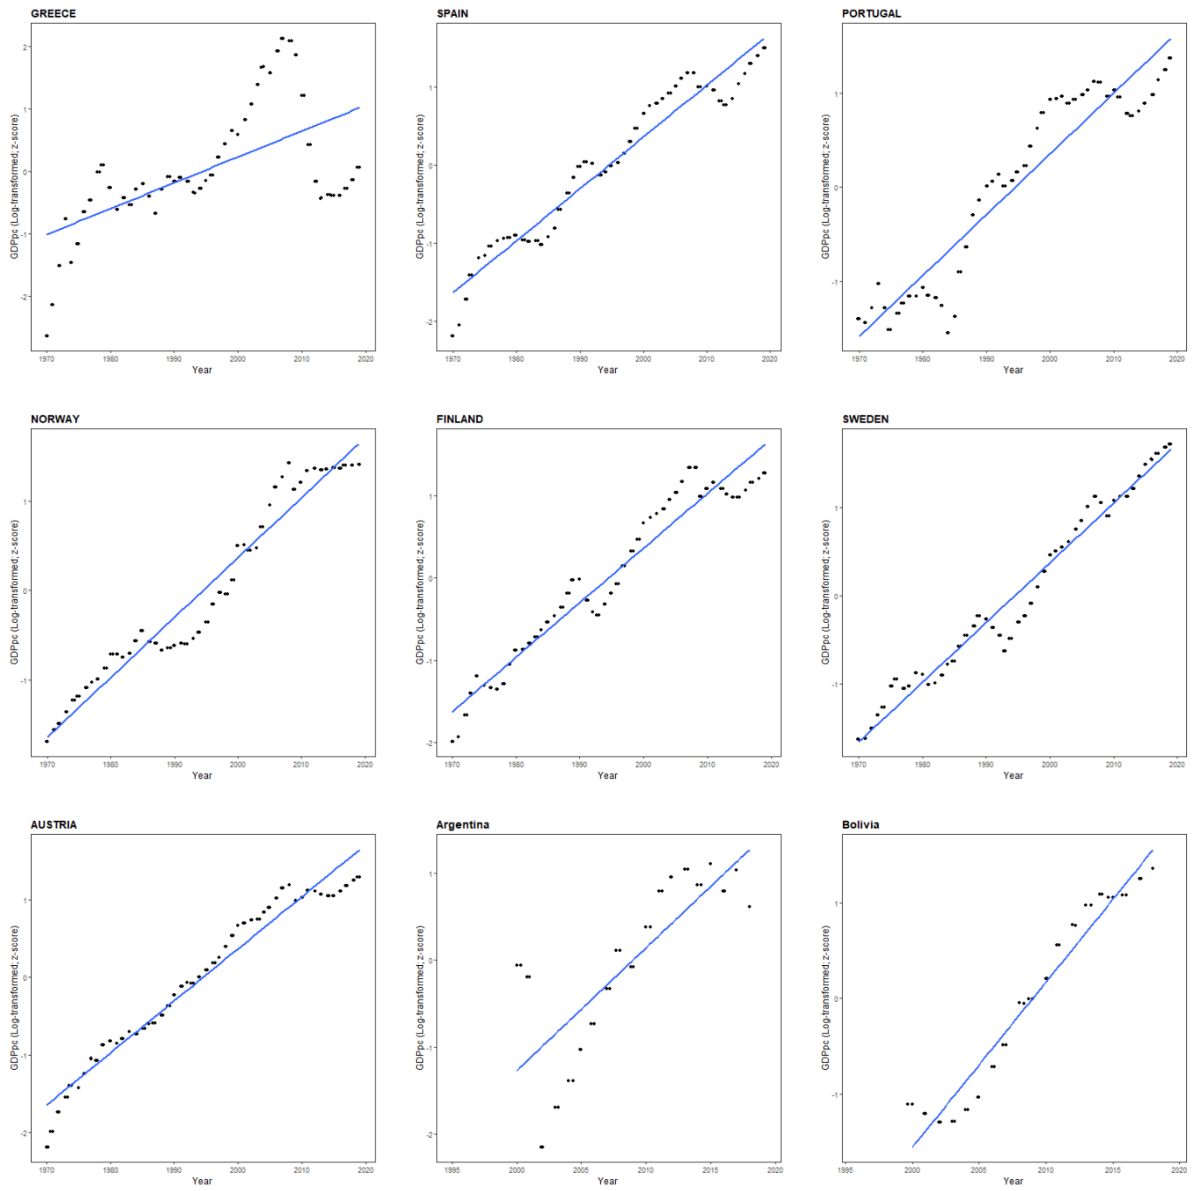 GREECE
GDPpc (Log-transformed; z-score)
2
1
0
-1
-2
1970 1980 1990 2000 2010 2020
Year
SPAIN
GDPpc (Log-transformed; z-score)
1
0
-1
-2
1970 1980 1990 2000 2010 2020
Year
PORTUGAL
GDPpc (Log-transformed; z-score)
1
0
-1
1970 1980 1990 2000 2010 2020
Year
NORWAY
GDPpc (Log-transformed; z-score)
1
0
-1
1970 1980 1990 2000 2010 2020
Year
FINLAND
GDPpc (Log-transformed; z-score)
1
0
-1
-2
1970 1980 1990 2000 2010 2020
Year
SWEDEN
GDPpc (Log-transformed; z-score)
1
0
-1
1970 1980 1990 2000 2010 2020
Year
AUSTRIA
GDPpc (Log-transformed; z-score)
1
0
-1
-2
1970 1980 1990 2000 2010 2020
Year
Argentina
GDPpc (Log-transformed; z-score)
1
0
-1
-2
1995 2000 2005 2010 2015 2020
Year
Bolivia
GDPpc (Log-transformed; z-score)
1
0
-1
1995 2000 2005 2010 2015 2020
Year